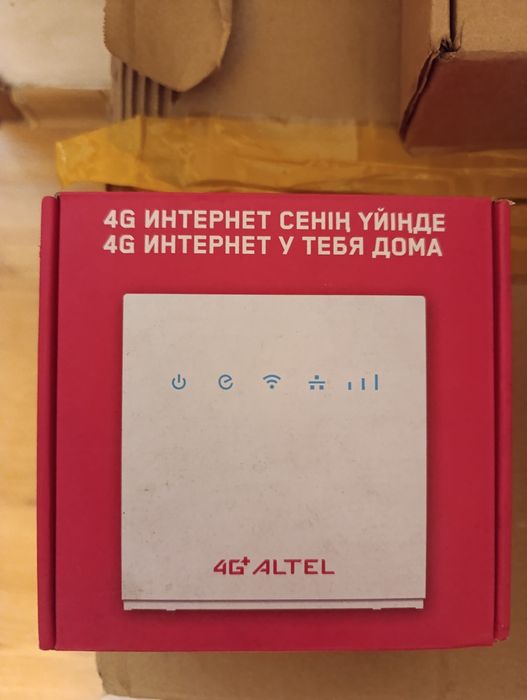 4G ИНТЕРНЕТ СЕНІҢ ҮЙІҢДЕ
4G ИНТЕРНЕТ У ТЕБЯ ДОМА
4G+ ALTEL